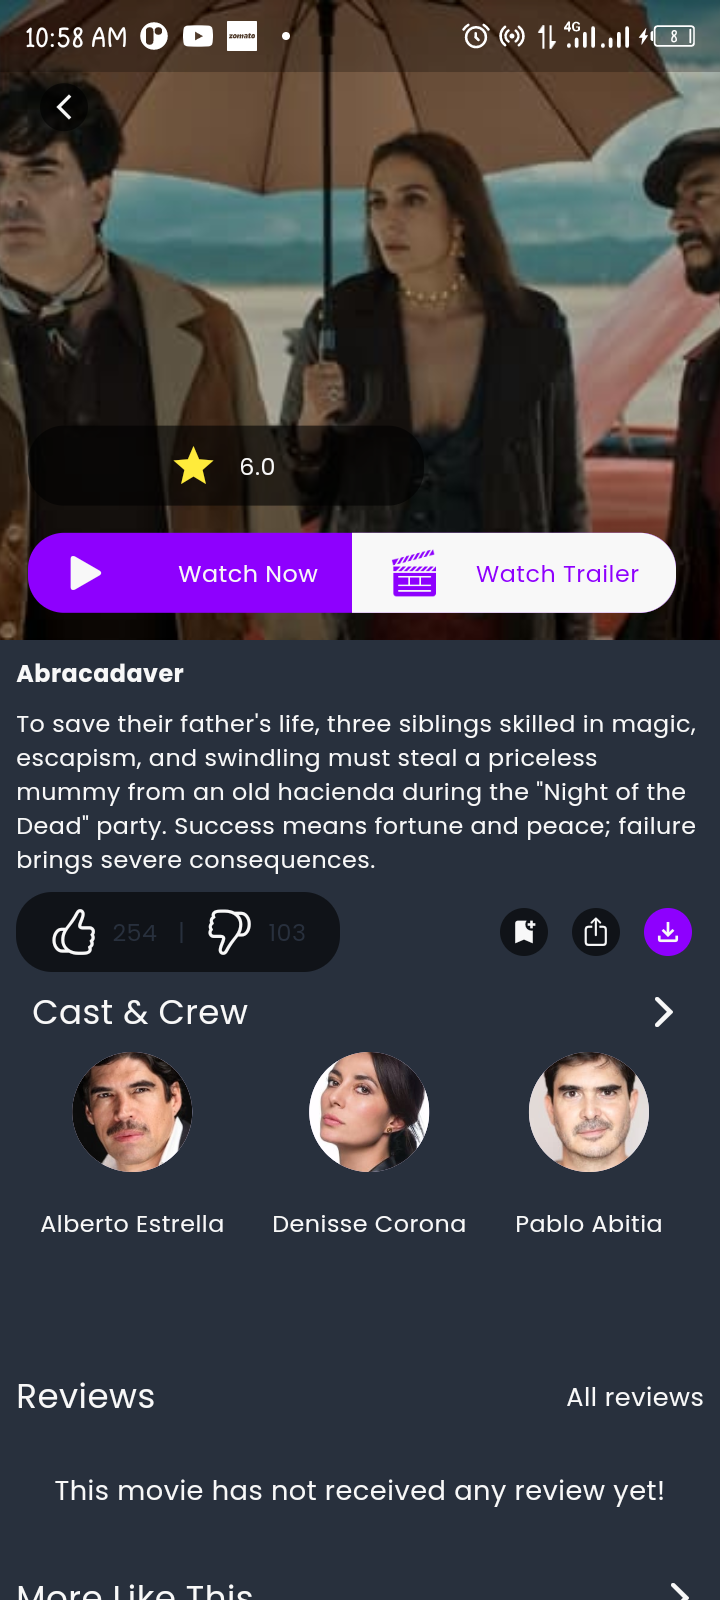 10:58 AM
zomato
4G
8
6.0
Watch Now
Watch Trailer
Abracadaver
To save their father's life, three siblings skilled in magic,
escapism, and swindling must steal a priceless
mummy from an old hacienda during the "Night of the
Dead" party. Success means fortune and peace; failure
brings severe consequences.
254 | 103
Cast & Crew
Alberto Estrella
Denisse Corona
Pablo Abitia
Reviews
All reviews
This movie has not received any review yet!
More Like This